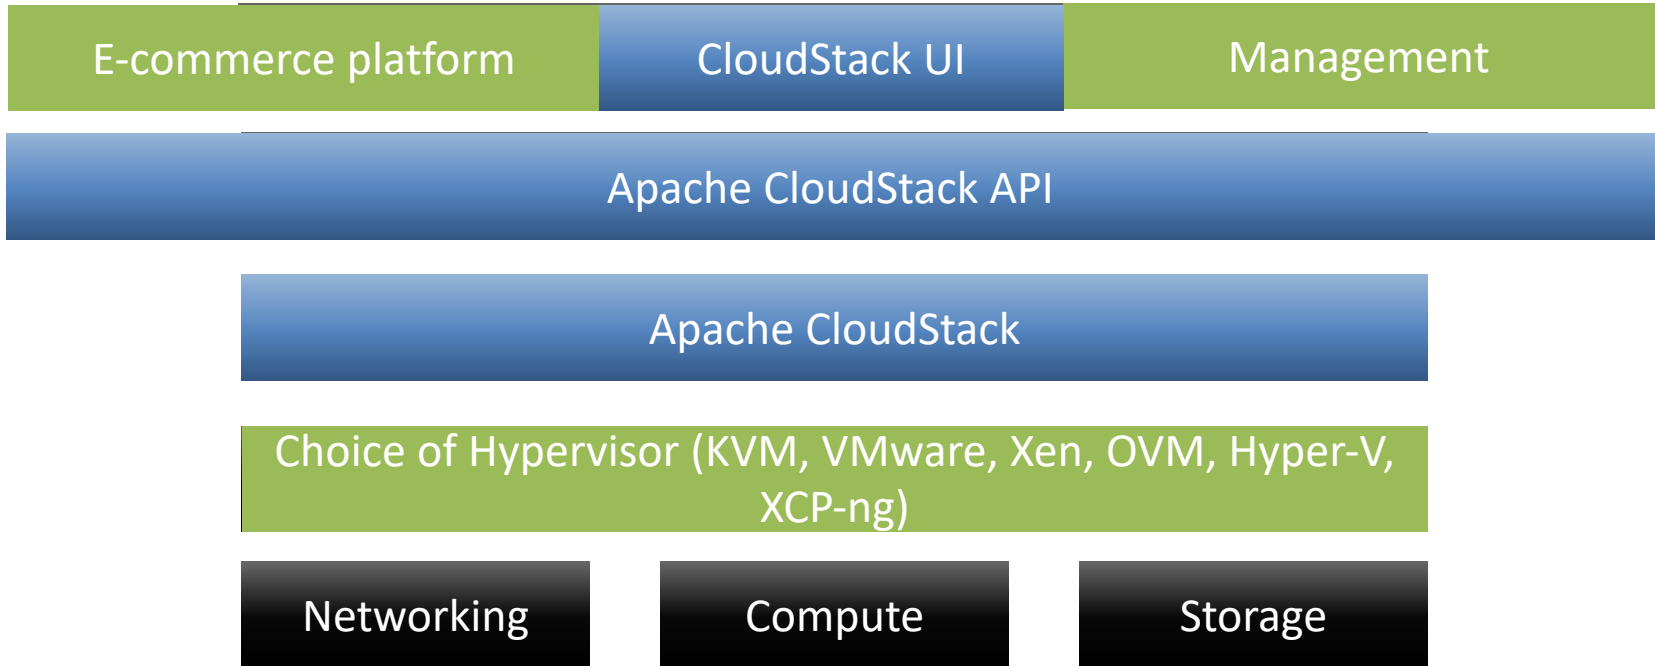 E-commerce platform
CloudStack UI
Management
Apache CloudStack API
Apache CloudStack
Choice of Hypervisor (KVM, VMware, Xen, OVM, Hyper-V,
XCP-ng)
Networking
Compute
Storage